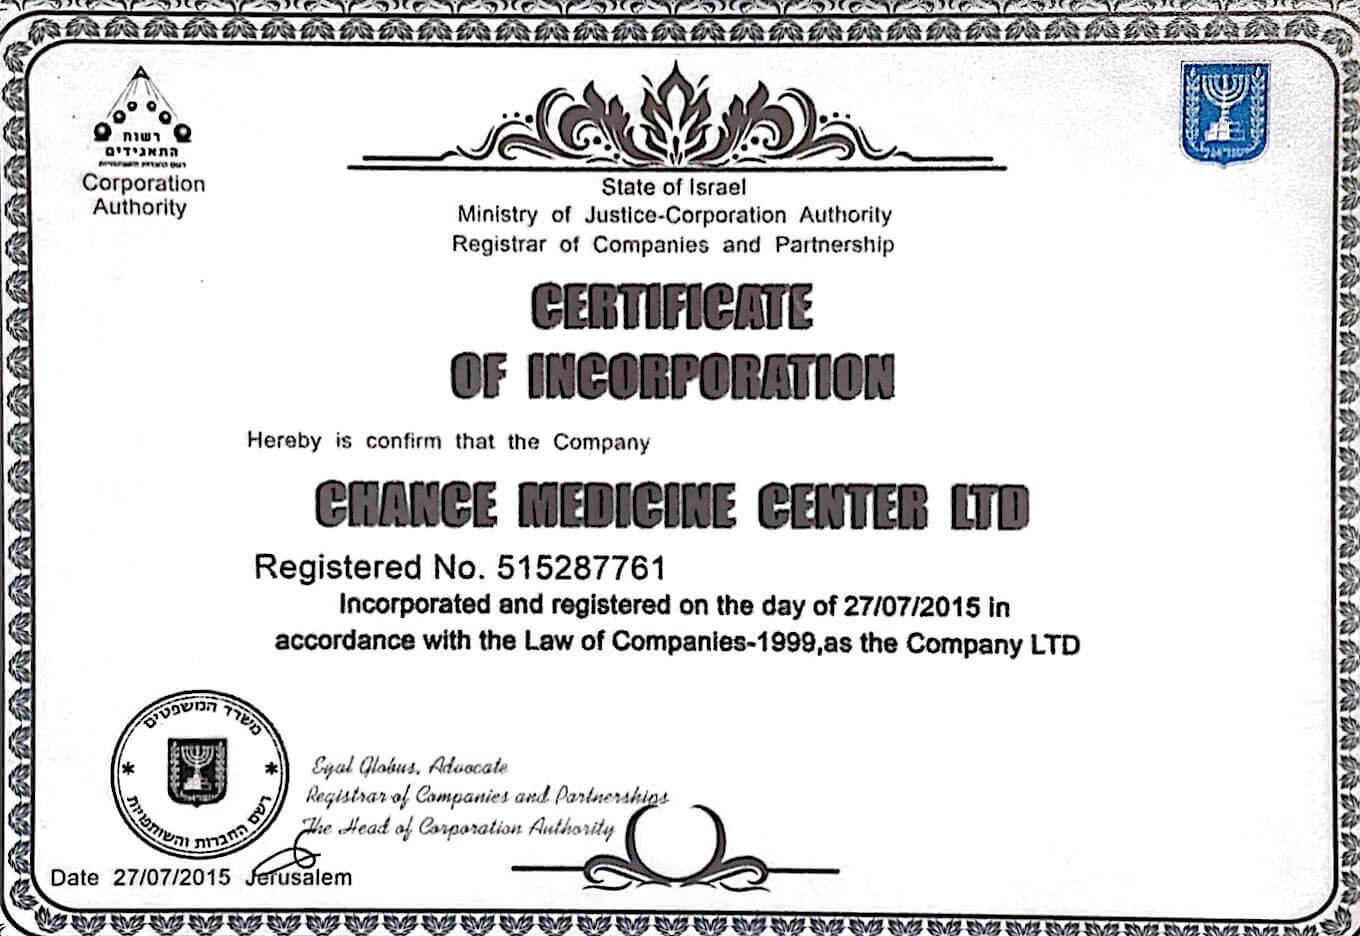 רשות
התאגידים
Corporation
Authority
ישראל
State of Israel
Ministry of Justice-Corporation Authority
Registrar of Companies and Partnership
CERTIFICATE
OF INCORPORATION
Hereby is confirm that the Company
CHANCE MEDICINE CENTER LTD
Registered No. 515287761
Incorporated and registered on the day of 27/07/2015 in
accordance with the Law of Companies-1999,as the Company LTD
משרד המשפטים
ישראל
רשם החברות והשותפויות
Eyal Globus, Advocate
Registrar of Companies and Partnerships
The Head of Corporation Authority
Date 27/07/2015 Jerusalem